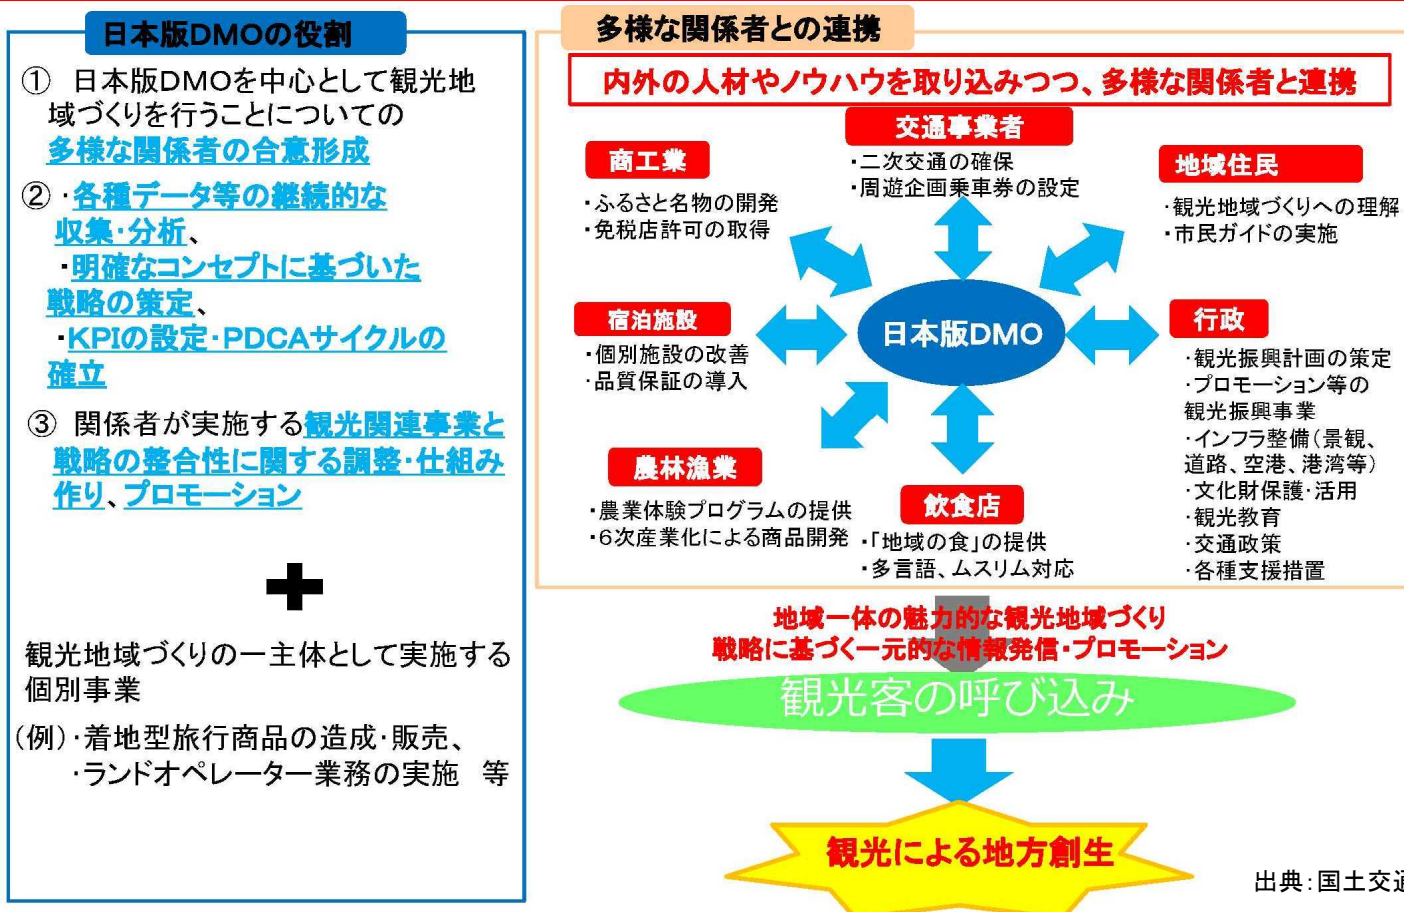 日本版DMOの役割
① 日本版DMOを中心として観光地
域づくりを行うことについての
多様な関係者の合意形成
②・各種データ等の継続的な
収集・分析、
・明確なコンセプトに基づいた
戦略の策定、
・KPIの設定・PDCAサイクルの
確立
③ 関係者が実施する観光関連事業と
戦略の整合性に関する調整・仕組み
作り、プロモーション
+
観光地域づくりの一主体として実施する
個別事業
(例)・着地型旅行商品の造成・販売、
・ランドオペレーター業務の実施 等
多様な関係者との連携
内外の人材やノウハウを取り込みつつ、多様な関係者と連携
交通事業者
・二次交通の確保
・周遊企画乗車券の設定
商工業
・ふるさと名物の開発
・免税店許可の取得
地域住民
・観光地域づくりへの理解
・市民ガイドの実施
宿泊施設
・個別施設の改善
・品質保証の導入
日本版DMO
行政
・観光振興計画の策定
・プロモーション等の
観光振興事業
・インフラ整備(景観、
道路、空港、港湾等)
・文化財保護・活用
・観光教育
・交通政策
・各種支援措置
農林漁業
・農業体験プログラムの提供
・6次産業化による商品開発
飲食店
・「地域の食」の提供
・多言語、ムスリム対応
地域一体の魅力的な観光地域づくり
戦略に基づく一元的な情報発信・プロモーション
観光客の呼び込み
観光による地方創生
出典:国土交通